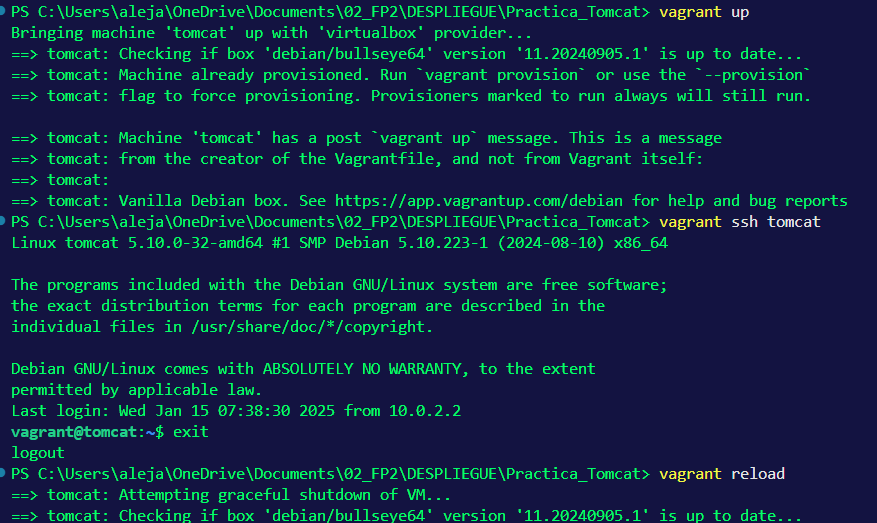 PS C:\Users\aleja\OneDrive\Documents\02_FP2\DESPLIEGUE\Practica_Tomcat> vagrant up
Bringing machine 'tomcat' up with 'virtualbox' provider...
==> tomcat: Checking if box 'debian/bullseye64' version '11.20240905.1' is up to date...
==> tomcat: Machine already provisioned. Run `vagrant provision` or use the `--provision`
==> tomcat: flag to force provisioning. Provisioners marked to run always will still run.

==> tomcat: Machine 'tomcat' has a post `vagrant up` message. This is a message
==> tomcat: from the creator of the Vagrantfile, and not from Vagrant itself:
==> tomcat:
==> tomcat: Vanilla Debian box. See https://app.vagrantup.com/debian for help and bug reports
PS C:\Users\aleja\OneDrive\Documents\02_FP2\DESPLIEGUE\Practica_Tomcat> vagrant ssh tomcat
Linux tomcat 5.10.0-32-amd64 #1 SMP Debian 5.10.223-1 (2024-08-10) x86_64

The programs included with the Debian GNU/Linux system are free software;
the exact distribution terms for each program are described in the
individual files in /usr/share/doc/*/copyright.

Debian GNU/Linux comes with ABSOLUTELY NO WARRANTY, to the extent
permitted by applicable law.
Last login: Wed Jan 15 07:38:30 2025 from 10.0.2.2
vagrant@tomcat:~$ exit
logout
PS C:\Users\aleja\OneDrive\Documents\02_FP2\DESPLIEGUE\Practica_Tomcat> vagrant reload
==> tomcat: Attempting graceful shutdown of VM...
==> tomcat: Checking if box 'debian/bullseye64' version '11.20240905.1' is up to date...